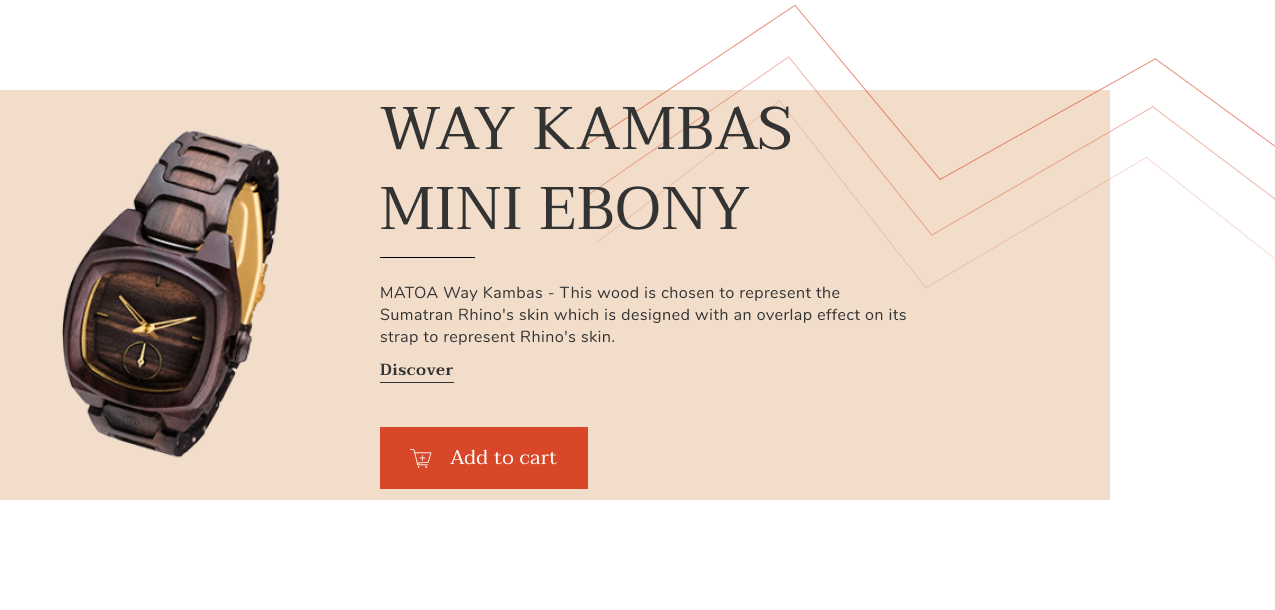 WAY KAMBAS
MINI EBONY
MATOA Way Kambas - This wood is chosen to represent the
Sumatran Rhino's skin which is designed with an overlap effect on its
strap to represent Rhino's skin.
Discover
Add to cart